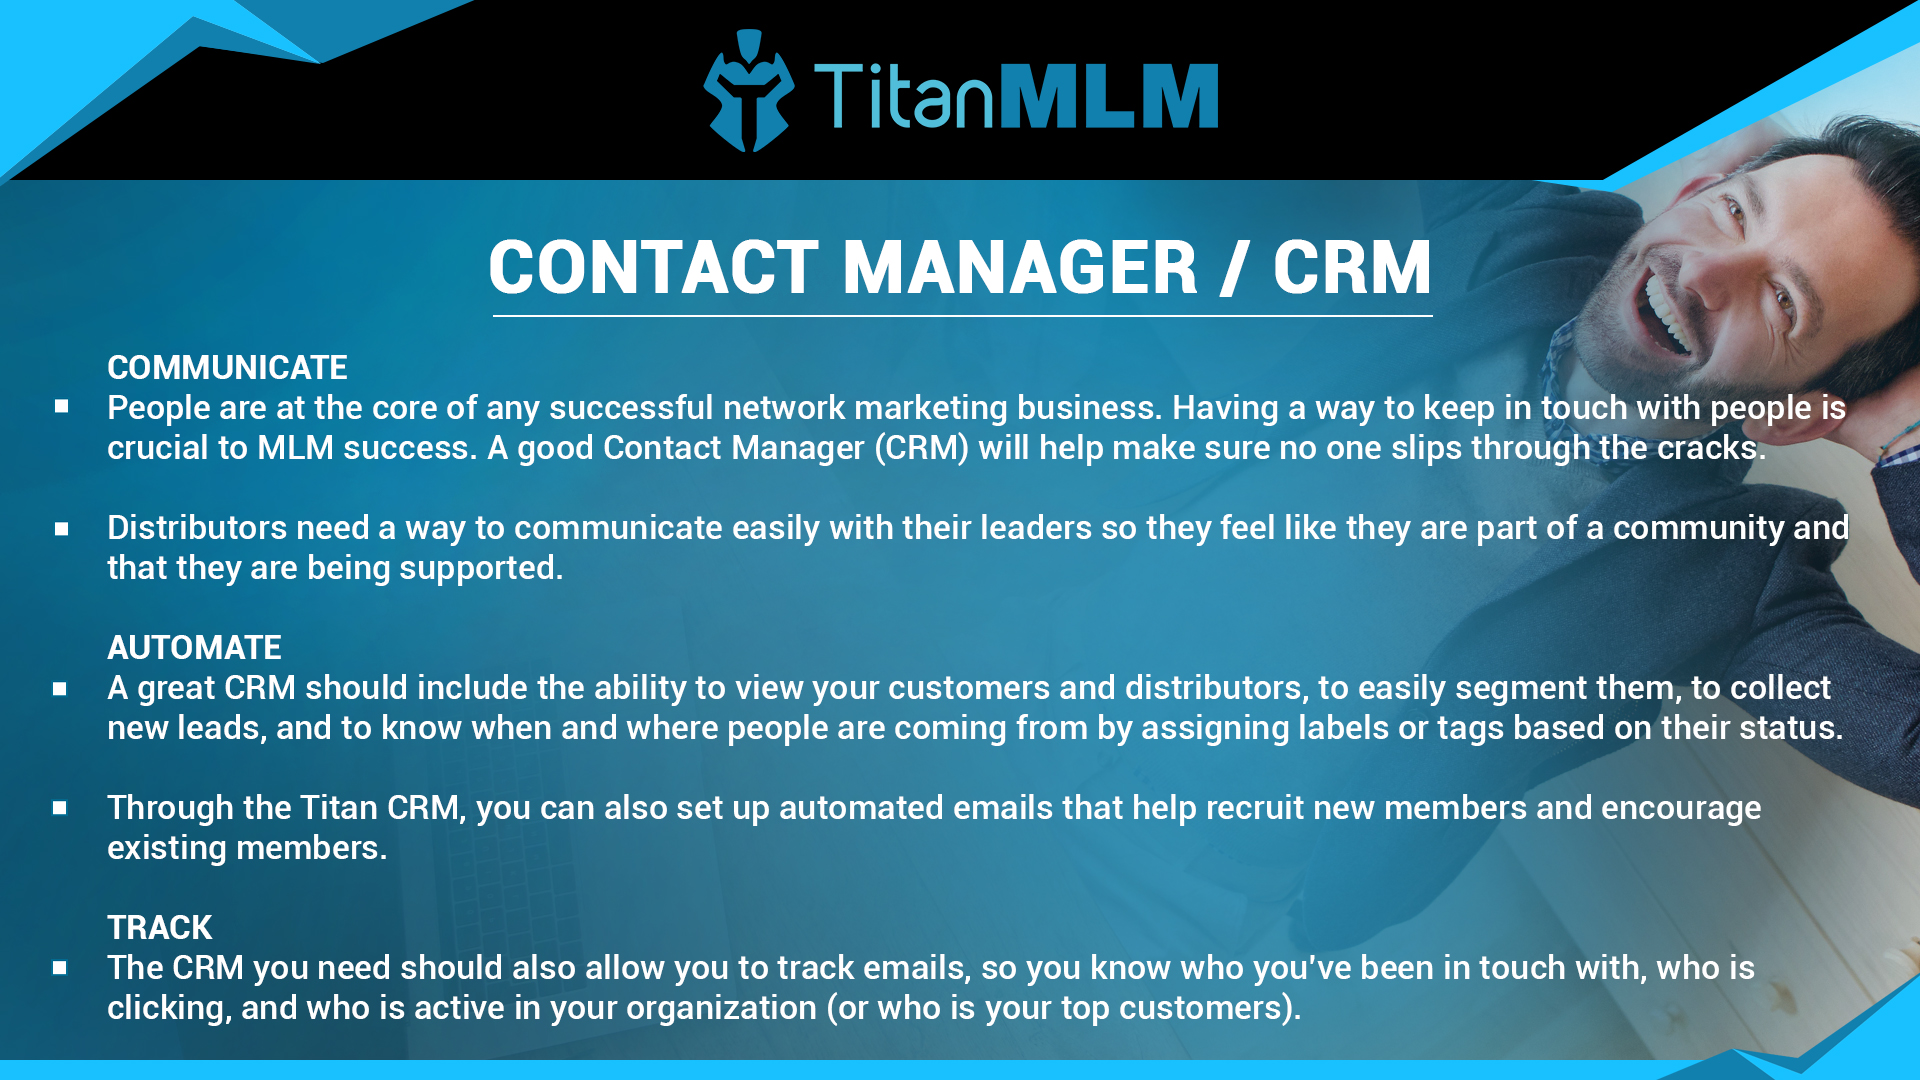 TitanMLM
CONTACT MANAGER / CRM
COMMUNICATE
People are at the core of any successful network marketing business. Having a way to keep in touch with people is
crucial to MLM success. A good Contact Manager (CRM) will help make sure no one slips through the cracks.
Distributors need a way to communicate easily with their leaders so they feel like they are part of a community and
that they are being supported.
AUTOMATE
A great CRM should include the ability to view your customers and distributors, to easily segment them, to collect
new leads, and to know when and where people are coming from by assigning labels or tags based on their status.
Through the Titan CRM, you can also set up automated emails that help recruit new members and encourage
existing members.
TRACK
The CRM you need should also allow you to track emails, so you know who you've been in touch with, who is
clicking, and who is active in your organization (or who is your top customers).